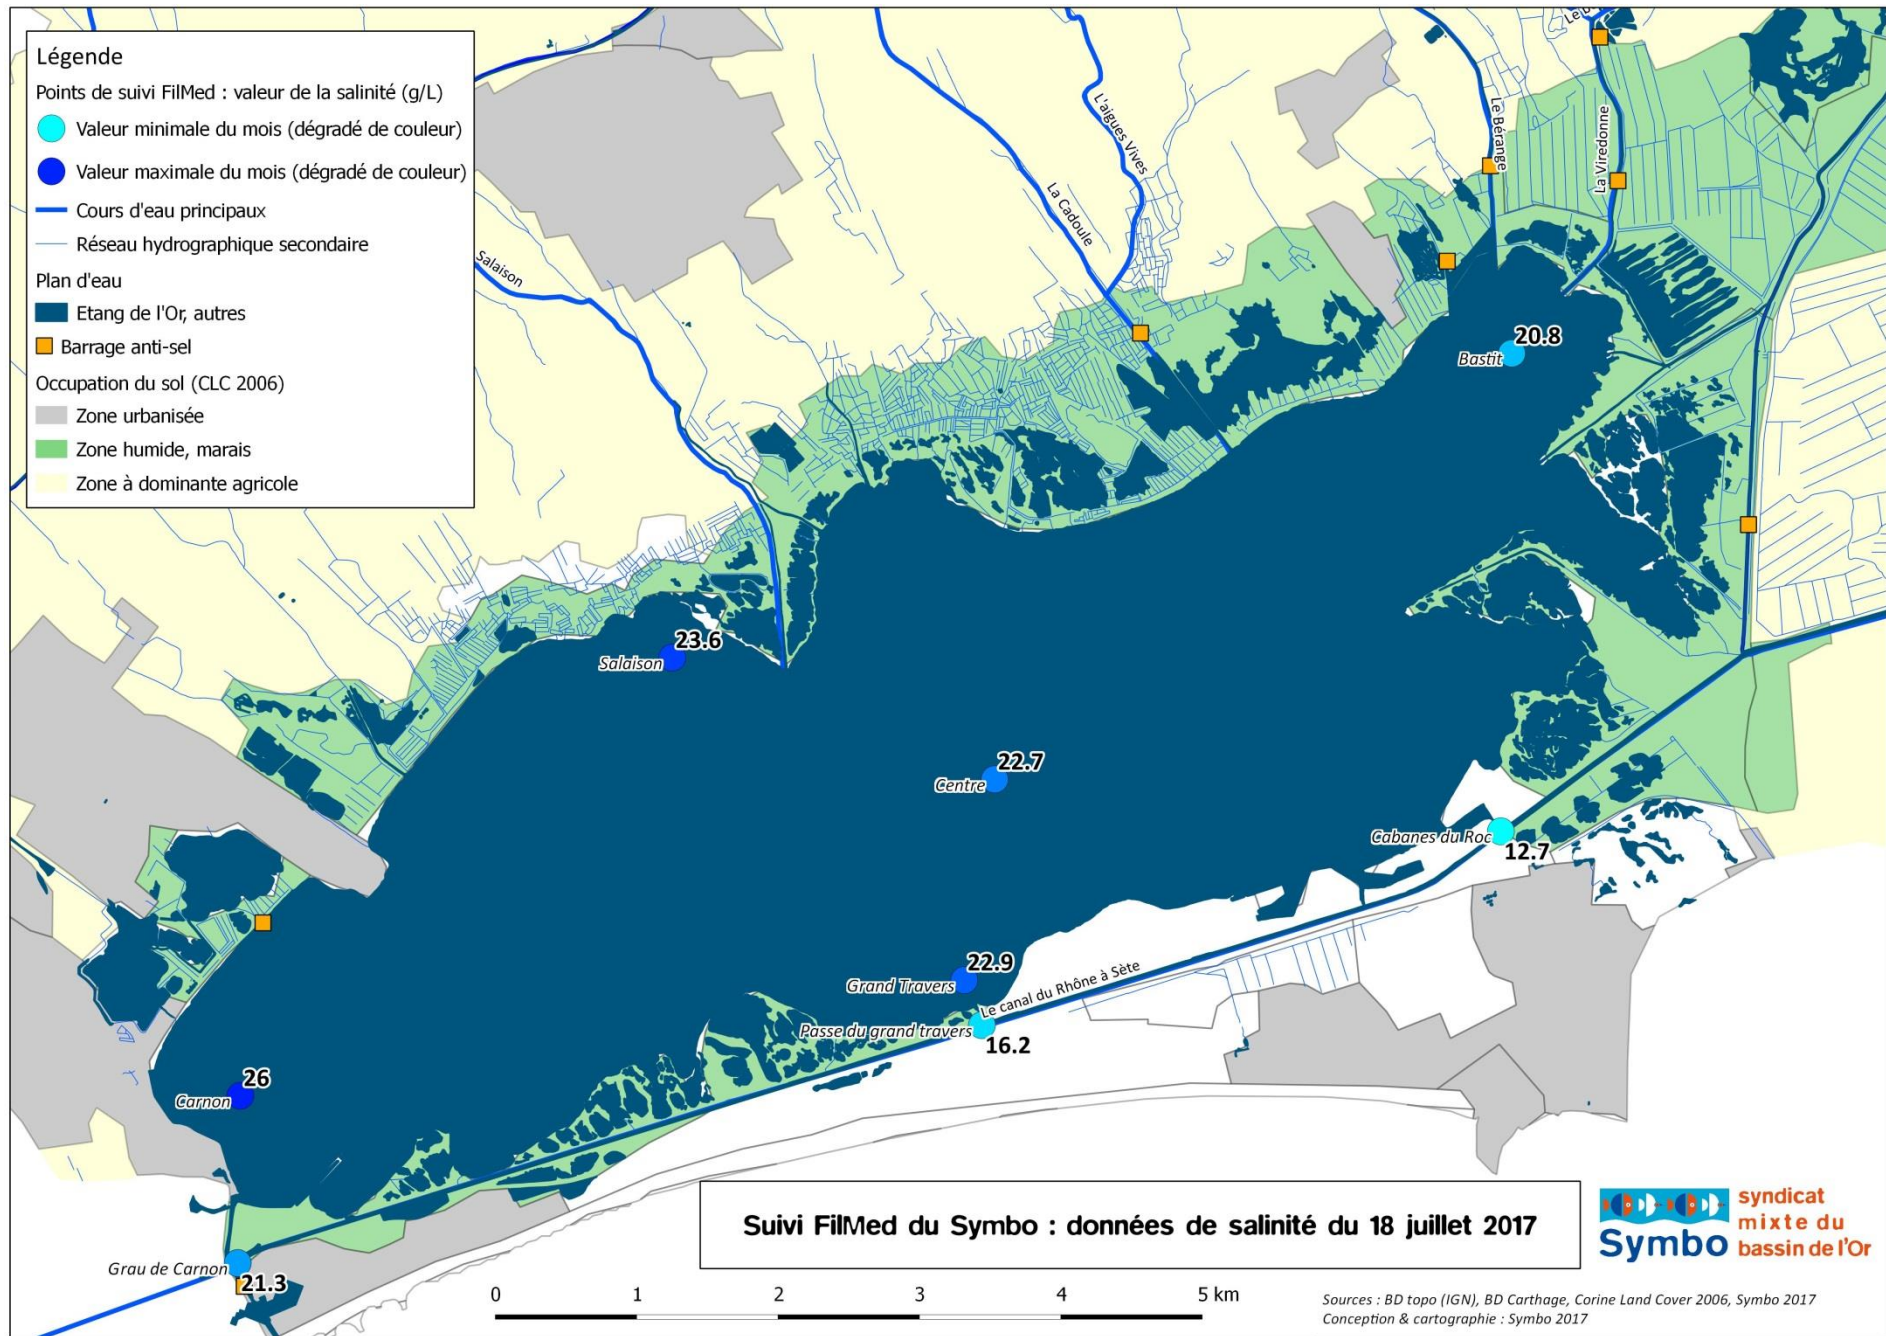 Légende
Points de suivi FilMed : valeur de la salinité (g/L)
Valeur minimale du mois (dégradé de couleur)
Valeur maximale du mois (dégradé de couleur)
Cours d'eau principaux
Réseau hydrographique secondaire
Plan d'eau
Etang de l'Or, autres
Barrage anti-sel
Occupation du sol (CLC 2006)
Zone urbanisée
Zone humide, marais
Zone à dominante agricole
Salaison
La Cadoule
L'aigues Vives
Le Bérange
La Viredonne
20.8
Bastit
23.6
Salaison
22.7
Centre
Cabanes du Roc
12.7
22.9
Grand Travers
Le canal du Rhône à Sète
Passe du grand travers
16.2
26
Carnon
Grau de Carnon
21.3
Suivi FilMed du Symbo : données de salinité du 18 juillet 2017
syndicat
mixte du
bassin de l'Or
Symbo
0 1 2 3 4 5 km
Sources : BD topo (IGN), BD Carthage, Corine Land Cover 2006, Symbo 2017
Conception & cartographie : Symbo 2017